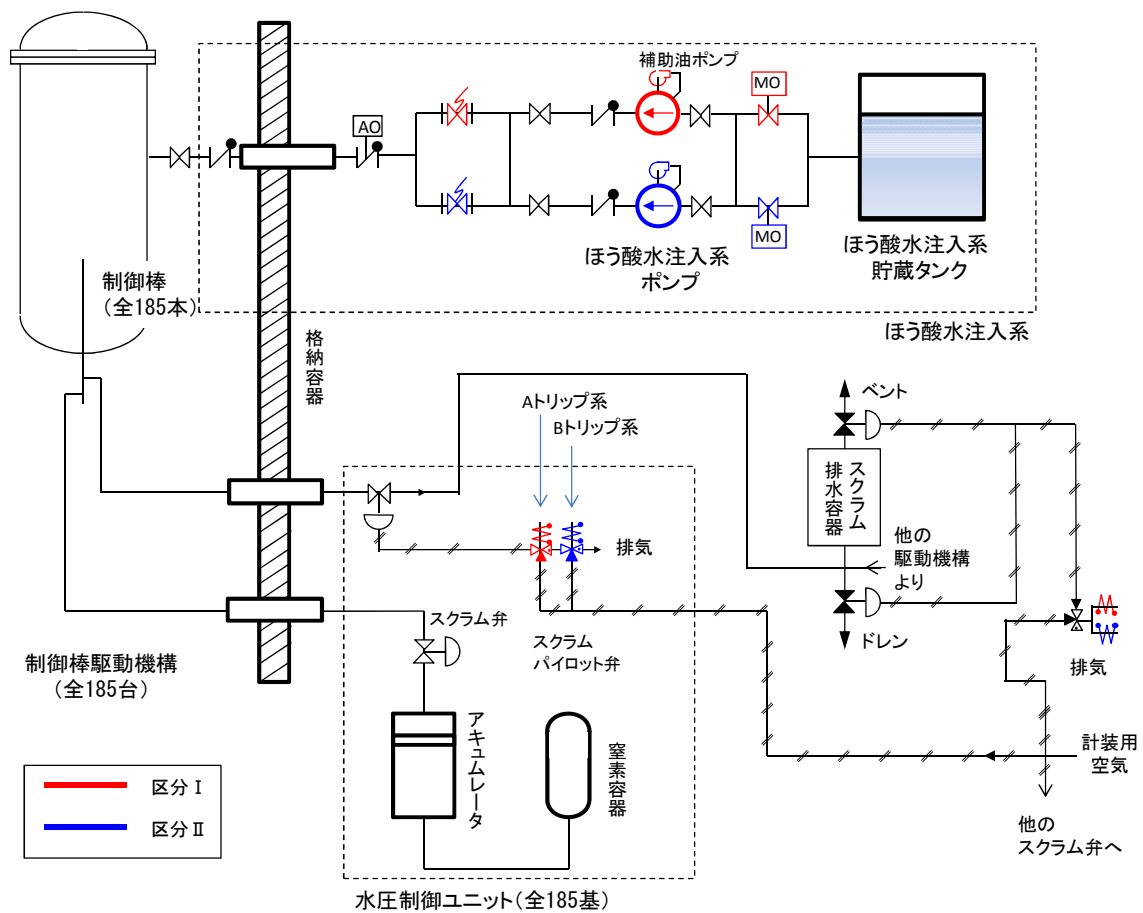 補助油ポンプ
MO
AO
MO
ほう酸水注入系
ポンプ
ほう酸水注入系
貯蔵タンク
ほう酸水注入系
制御棒
(全185本)
格納容器
Aトリップ系
Bトリップ系
ベント
スクラム
排水容器
排気
他の
駆動機構
より
ドレン
スクラム弁
スクラム
パイロット弁
制御棒駆動機構
(全185台)
排気
アキュムレータ
窒素容器
計装用
空気
区分Ⅰ
区分Ⅱ
他の
スクラム弁へ
水圧制御ユニット(全185基)